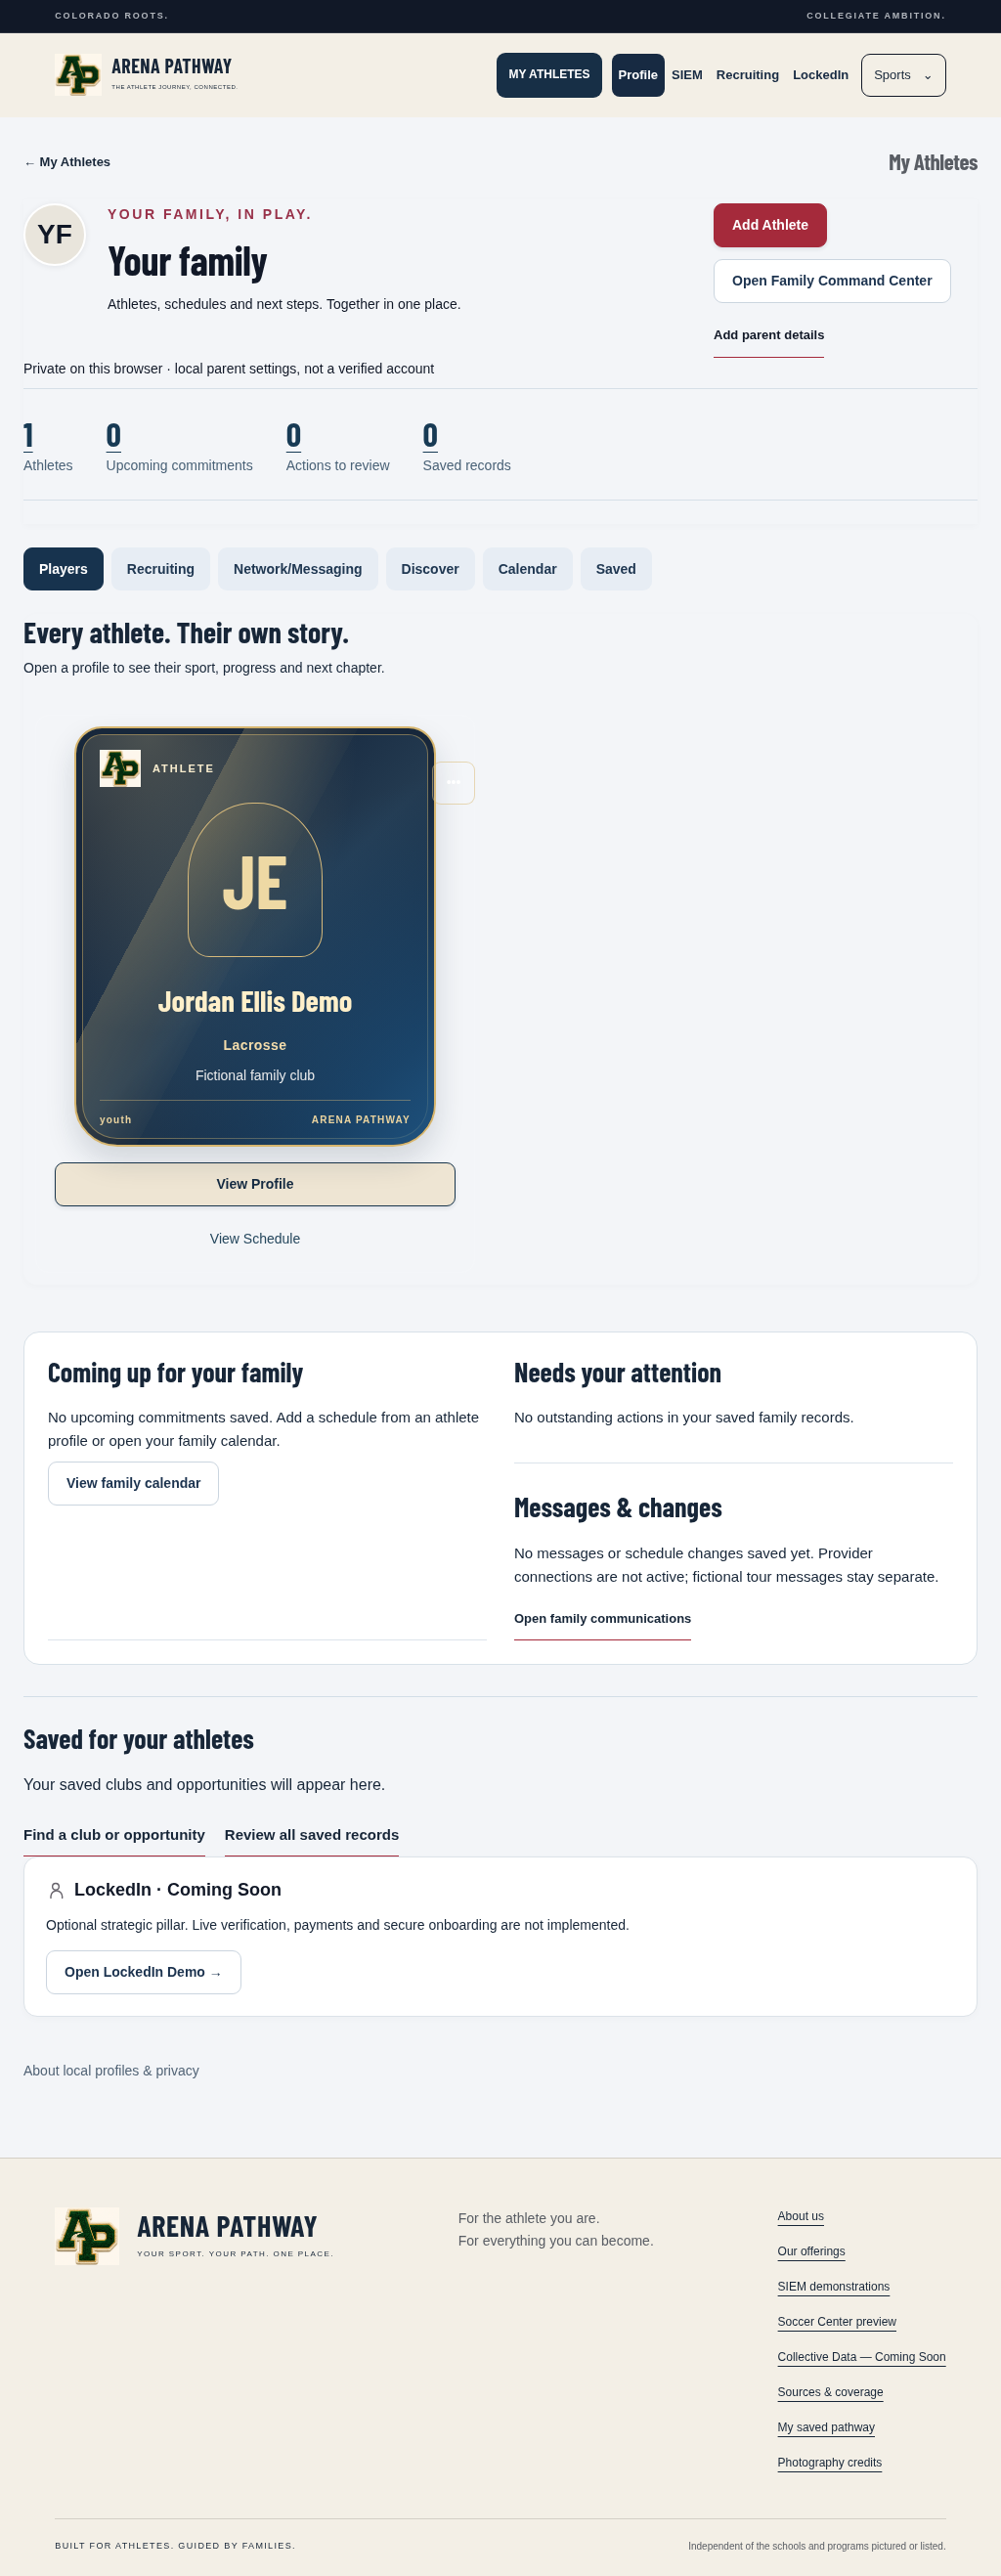 COLORADO ROOTS.
COLLEGIATE AMBITION.
AP
ARENA PATHWAY
THE ATHLETE JOURNEY, CONNECTED.
MY ATHLETES
Profile
SIEM
Recruiting
LockedIn
Sports
← My Athletes
My Athletes
YF
YOUR FAMILY, IN PLAY.
Your family
Athletes, schedules and next steps. Together in one place.
Add Athlete
Open Family Command Center
Add parent details
Private on this browser · local parent settings, not a verified account
1
Athletes
0
Upcoming commitments
0
Actions to review
0
Saved records
Players
Recruiting
Network/Messaging
Discover
Calendar
Saved
Every athlete. Their own story.
Open a profile to see their sport, progress and next chapter.
AP
ATHLETE
•••
JE
Jordan Ellis Demo
Lacrosse
Fictional family club
youth
ARENA PATHWAY
View Profile
View Schedule
Coming up for your family
No upcoming commitments saved. Add a schedule from an athlete
profile or open your family calendar.
View family calendar
Needs your attention
No outstanding actions in your saved family records.
Messages & changes
No messages or schedule changes saved yet. Provider
connections are not active; fictional tour messages stay separate.
Open family communications
Saved for your athletes
Your saved clubs and opportunities will appear here.
Find a club or opportunity
Review all saved records
LockedIn · Coming Soon
Optional strategic pillar. Live verification, payments and secure onboarding are not implemented.
Open LockedIn Demo →
About local profiles & privacy
AP
ARENA PATHWAY
YOUR SPORT. YOUR PATH. ONE PLACE.
For the athlete you are.
For everything you can become.
About us
Our offerings
SIEM demonstrations
Soccer Center preview
Collective Data — Coming Soon
Sources & coverage
My saved pathway
Photography credits
BUILT FOR ATHLETES. GUIDED BY FAMILIES.
Independent of the schools and programs pictured or listed.